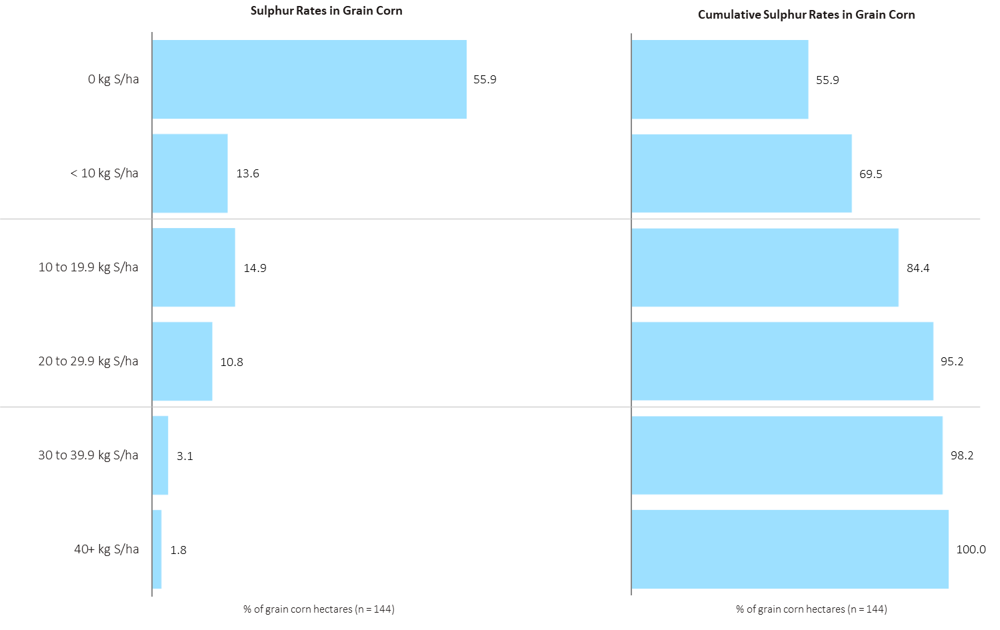 Sulphur Rates in Grain Corn
Cumulative Sulphur Rates in Grain Corn
0 kg S/ha
55.9
55.9
< 10 kg S/ha
13.6
69.5
10 to 19.9 kg S/ha
14.9
84.4
20 to 29.9 kg S/ha
10.8
95.2
30 to 39.9 kg S/ha
3.1
98.2
40+ kg S/ha
1.8
100.0
% of grain corn hectares (n = 144)
% of grain corn hectares (n = 144)